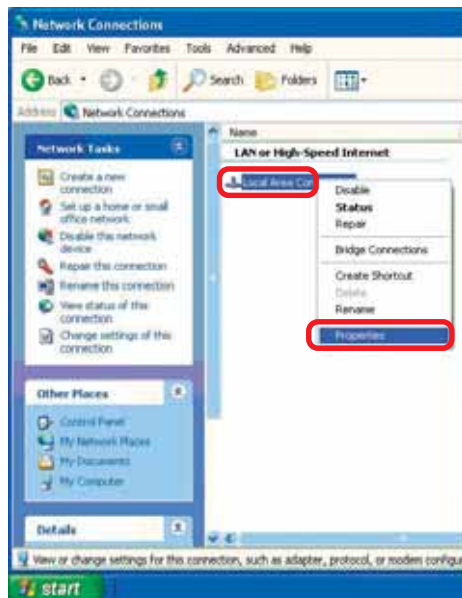 Network Connections
File Edit View Favorites Tools Advanced Help
Back Search Folders
Address Network Connections
Network Tasks
Create a new connection
Set up a home or small office network
Disable this network device
Repair this connection
Rename this connection
View status of this connection
Change settings of this connection
Other Places
Control Panel
My Network Places
My Documents
My Computer
Details
Name
LAN or High-Speed Internet
Local Area Con
Disable
Status
Repair
Bridge Connections
Create Shortcut
Delete
Rename
Properties
View or change settings for this connection, such as adapter, protocol, or modem configu
start